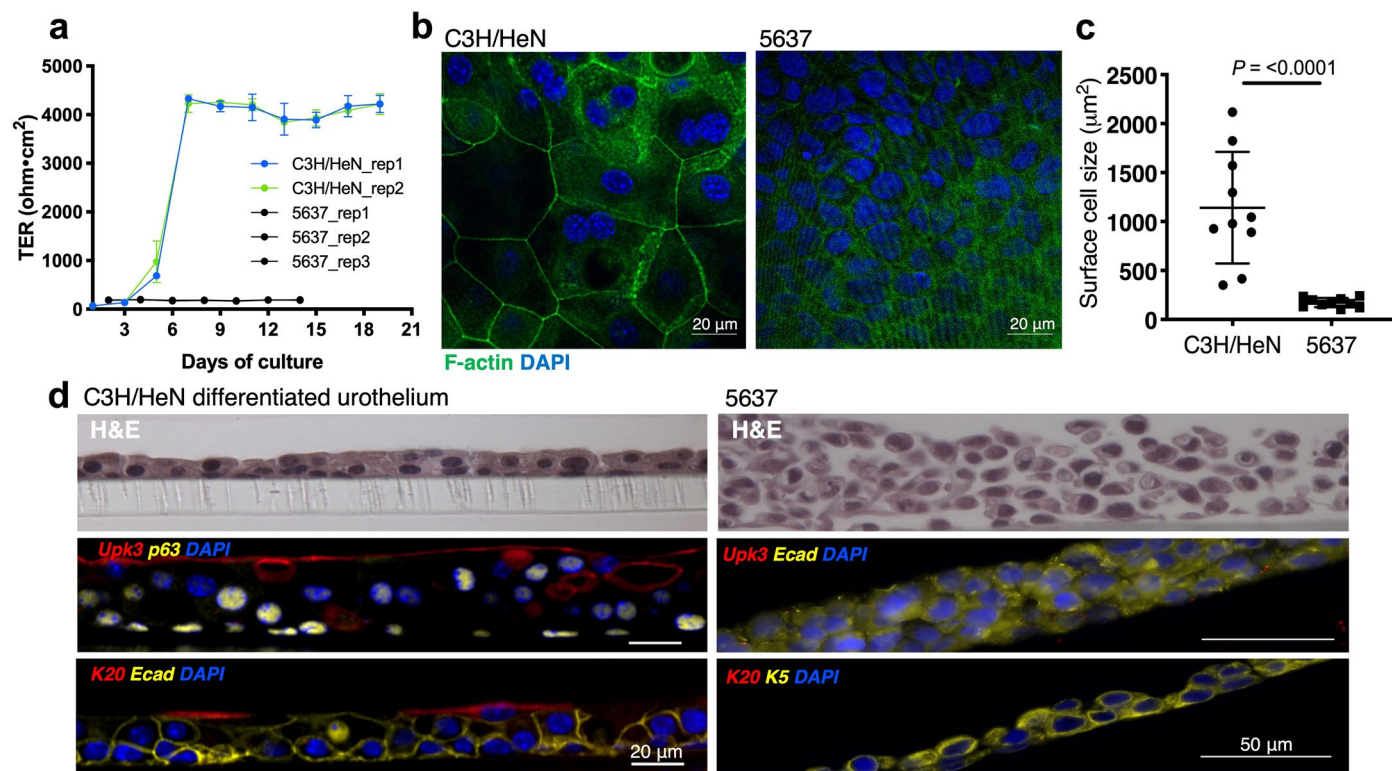 a
TER (ohm•cm²)
5000
4000
3000
2000
1000
0
3 6 9 12 15 18 21
Days of culture
C3H/HeN_rep1
C3H/HeN_rep2
5637_rep1
5637_rep2
5637_rep3
b
C3H/HeN
5637
20 µm
20 µm
F-actin DAPI
c
Surface cell size (µm²)
2500
2000
1500
1000
500
0
P = <0.0001
C3H/HeN 5637
d
C3H/HeN differentiated urothelium
5637
H&E
H&E
Upk3 p63 DAPI
Upk3 Ecad DAPI
K20 Ecad DAPI
20 µm
K20 K5 DAPI
50 µm